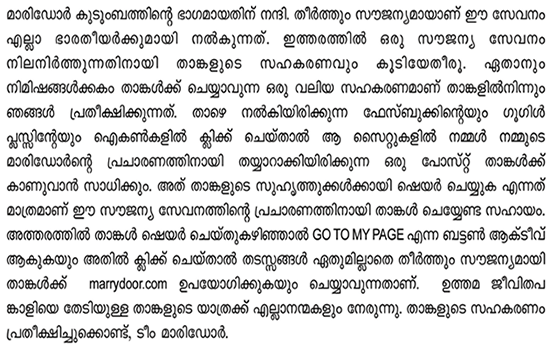 മാരിഡോർ കുടുംബത്തിന്റെ ഭാഗമായതിന് നന്ദി. തീർത്തും സൗജന്യമായാണ് ഈ സേവനം
എല്ലാ ഭാരതീയർക്കുമായി നൽകുന്നത്. ഇത്തരത്തിൽ ഒരു സൗജന്യ സേവനം
നിലനിർത്തുന്നതിനായി താങ്കളുടെ സഹകരണവും കൂടിയേതീരൂ. ഏതാനും
നിമിഷങ്ങൾക്കകം താങ്കൾക്ക് ചെയ്യാവുന്ന ഒരു വലിയ സഹകരണമാണ് താങ്കളിൽനിന്നും
ഞങ്ങൾ പ്രതീക്ഷിക്കുന്നത്. താഴെ നൽകിയിരിക്കുന്ന ഫേസ്ബുക്കിന്റെയും ഗൂഗിൾ
പ്ലസ്സിന്റേയും ഐകൺകളിൽ ക്ലിക്ക് ചെയ്താൽ ആ സൈറ്റുകളിൽ നമ്മൾ നമ്മുടെ
മാരിഡോർന്റെ പ്രചാരണത്തിനായി തയ്യാറാക്കിയിരിക്കുന്ന ഒരു പോസ്റ്റ് താങ്കൾക്ക്
കാണുവാൻ സാധിക്കും. അത് താങ്കളുടെ സുഹൃത്തുക്കൾക്കായി ഷെയർ ചെയ്യുക എന്നത്
മാത്രമാണ് ഈ സൗജന്യ സേവനത്തിന്റെ പ്രചാരണത്തിനായി താങ്കൾ ചെയ്യേണ്ട സഹായം.
അത്തരത്തിൽ താങ്കൾ ഷെയർ ചെയ്തുകഴിഞ്ഞാൽ GO TO MY PAGE എന്ന ബട്ടൺ ആക്ടീവ്
ആകുകയും അതിൽ ക്ലിക്ക് ചെയ്താൽ തടസ്സങ്ങൾ ഏതുമില്ലാതെ തീർത്തും സൗജന്യമായി
താങ്കൾക്ക് marrydoor.com ഉപയോഗിക്കുകയും ചെയ്യാവുന്നതാണ്. ഉത്തമ ജീവിതപ
ങ്കാളിയെ തേടിയുള്ള താങ്കളുടെ യാത്രക്ക് എല്ലാനന്മകളും നേരുന്നു. താങ്കളുടെ സഹകരണം
പ്രതീക്ഷിച്ചുകൊണ്ട്, ടീം മാരിഡോർ.